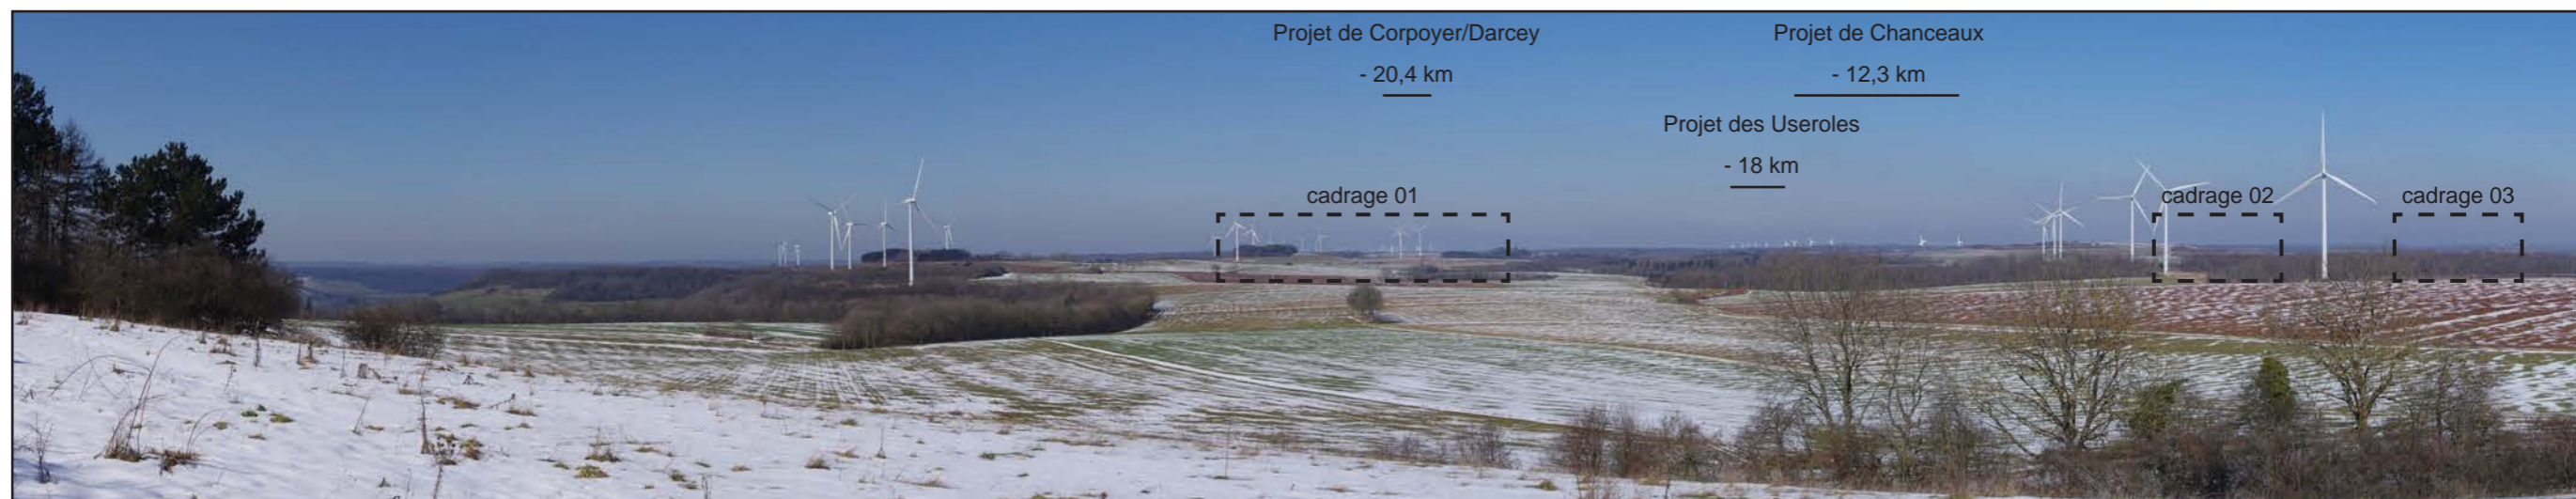 Projet de Corpoyer/Darcey
- 20,4 km
Projet de Chanceaux
- 12,3 km
Projet des Useroles
- 18 km
cadrage 01
cadrage 02
cadrage 03